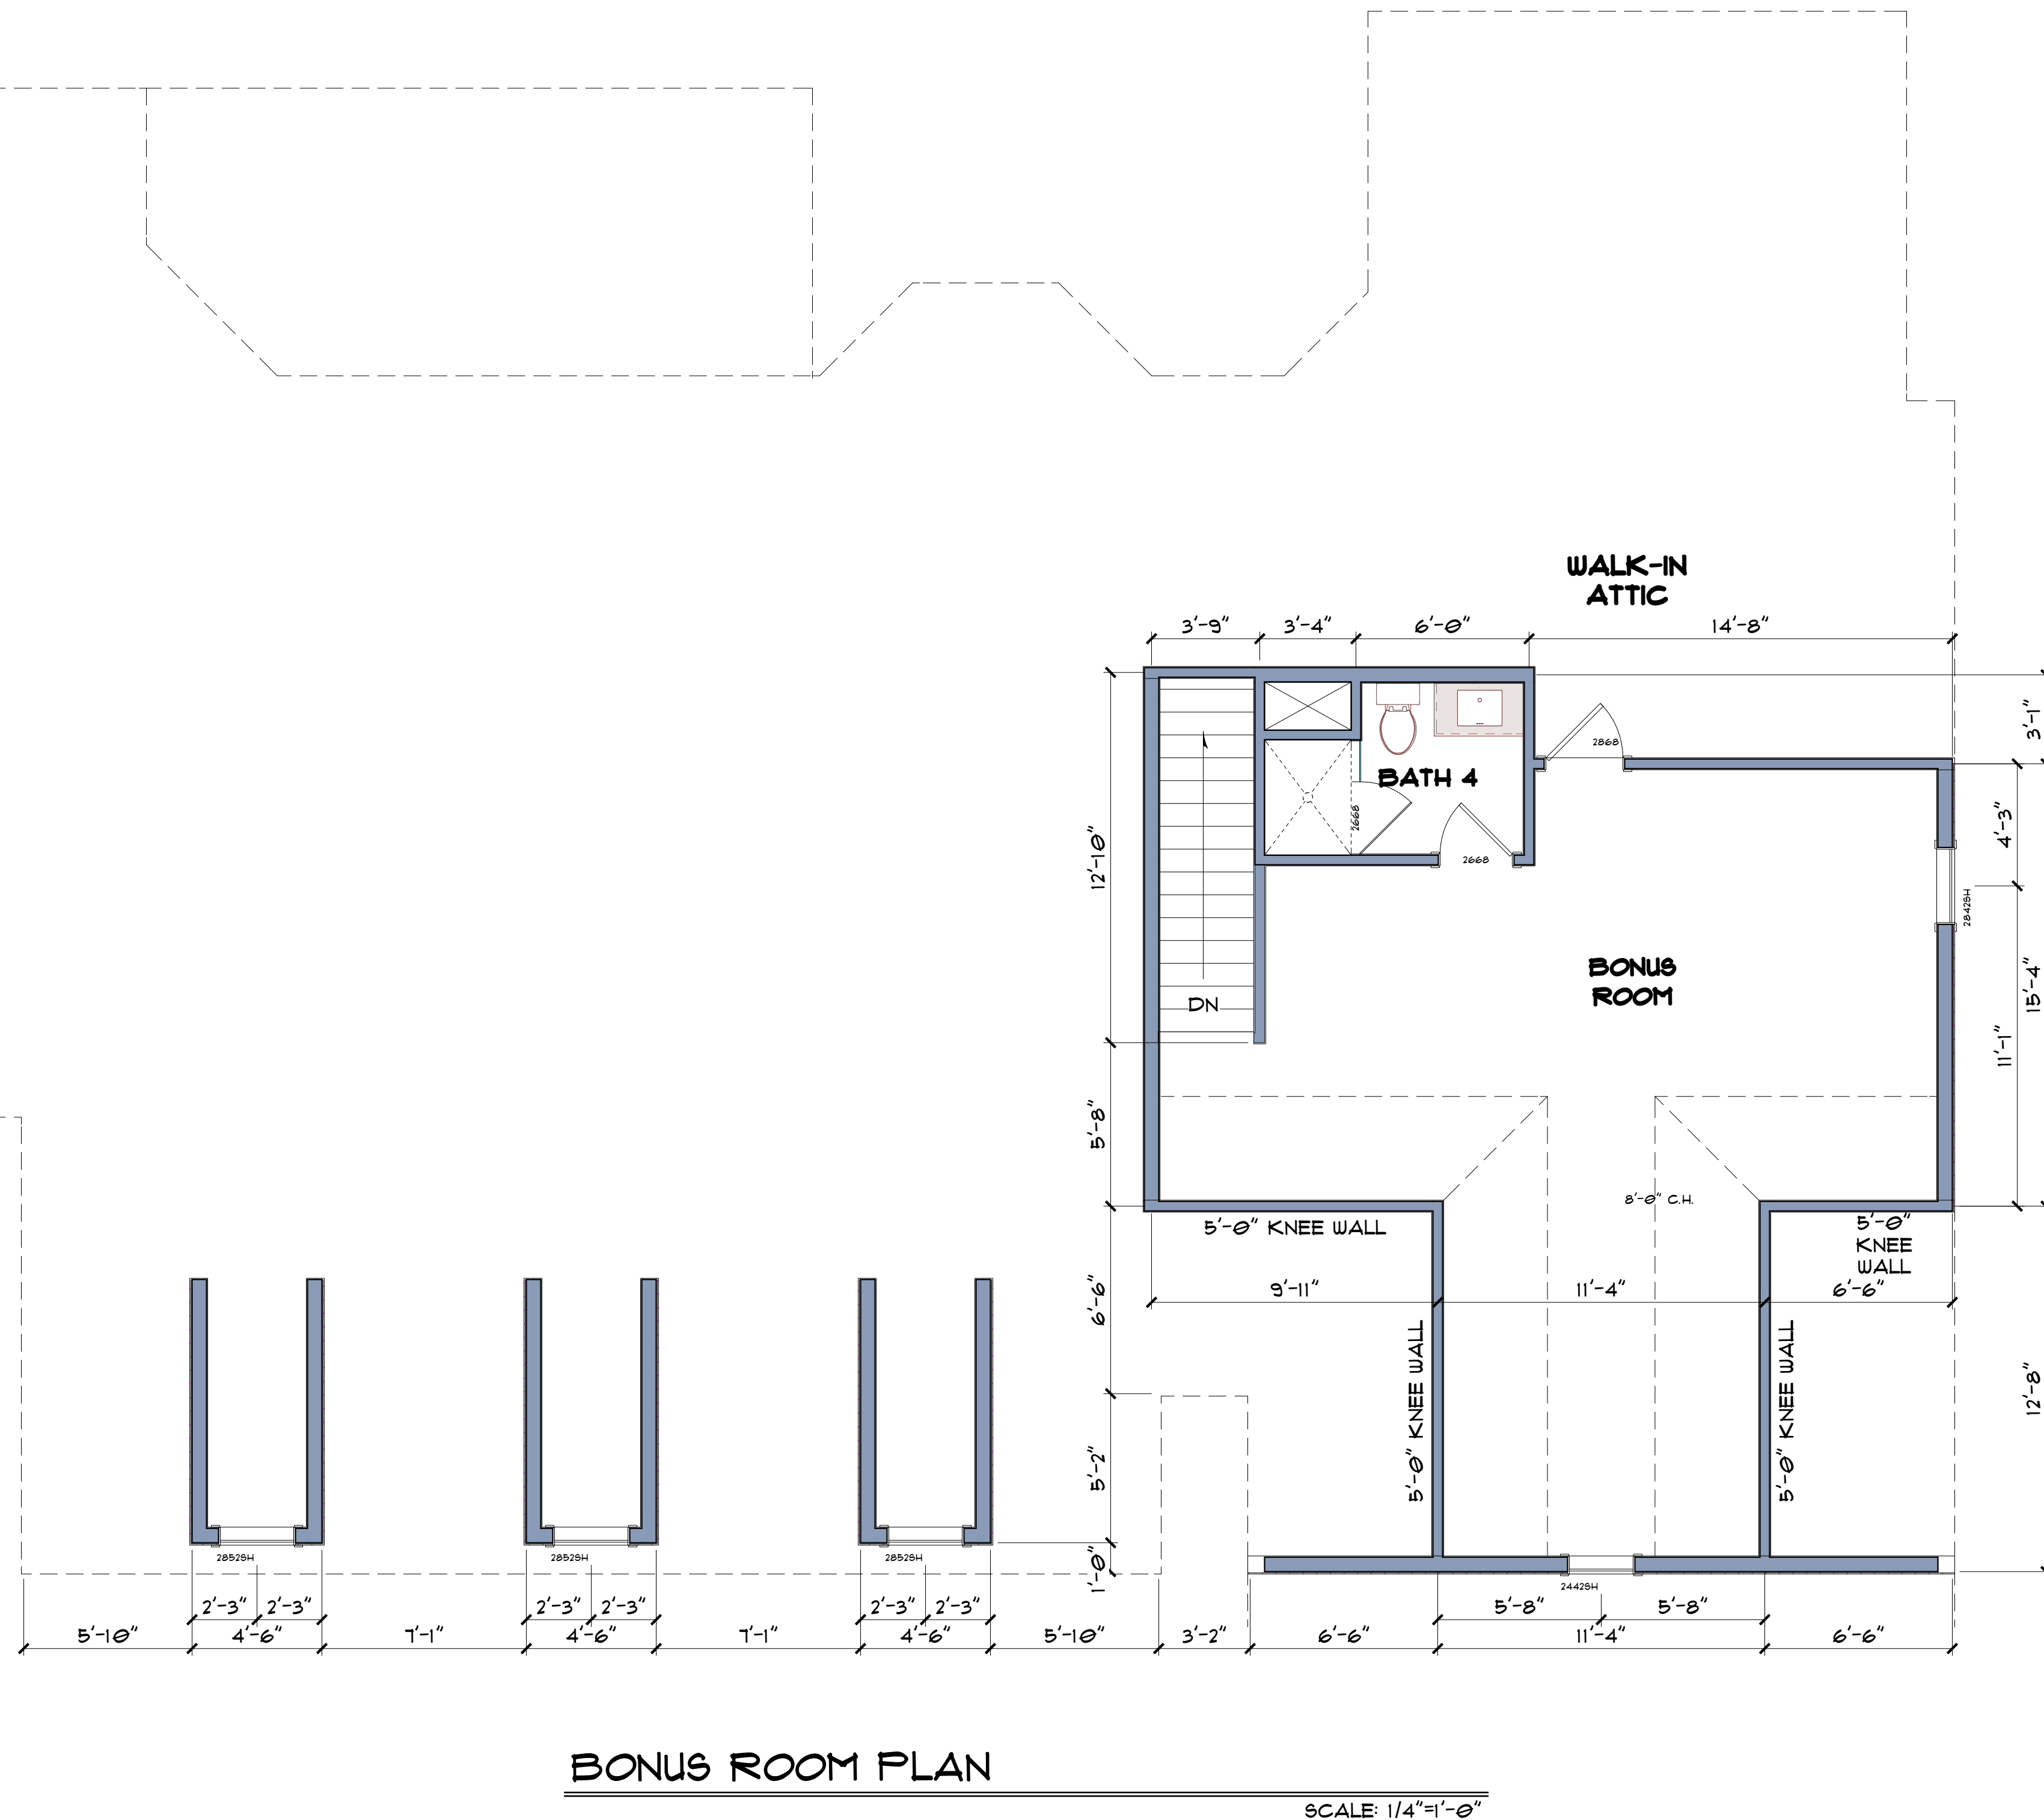 WALK-IN
ATTIC
3'-9" 3'-4" 6'-0" 14'-8"
3'-1"
2868
BATH 4
2668
2668
4'-3"
12'-10"
2842SH
BONUS
ROOM
15'-4"
DN
11'-1"
5'-8"
8'-0" C.H.
5'-0" KNEE WALL
5'-0"
KNEE
WALL
6'-6"
9'-11" 11'-4" 6'-6"
5'-0" KNEE WALL
5'-0" KNEE WALL
12'-8"
5'-2"
2852SH 2852SH 2852SH
1'-0"
2442SH
2'-3" 2'-3" 2'-3" 2'-3" 2'-3" 2'-3" 5'-8" 5'-8"
5'-10" 4'-6" 7'-1" 4'-6" 7'-1" 4'-6" 5'-10" 3'-2" 6'-6" 11'-4" 6'-6"
BONUS ROOM PLAN
SCALE: 1/4"=1'-0"